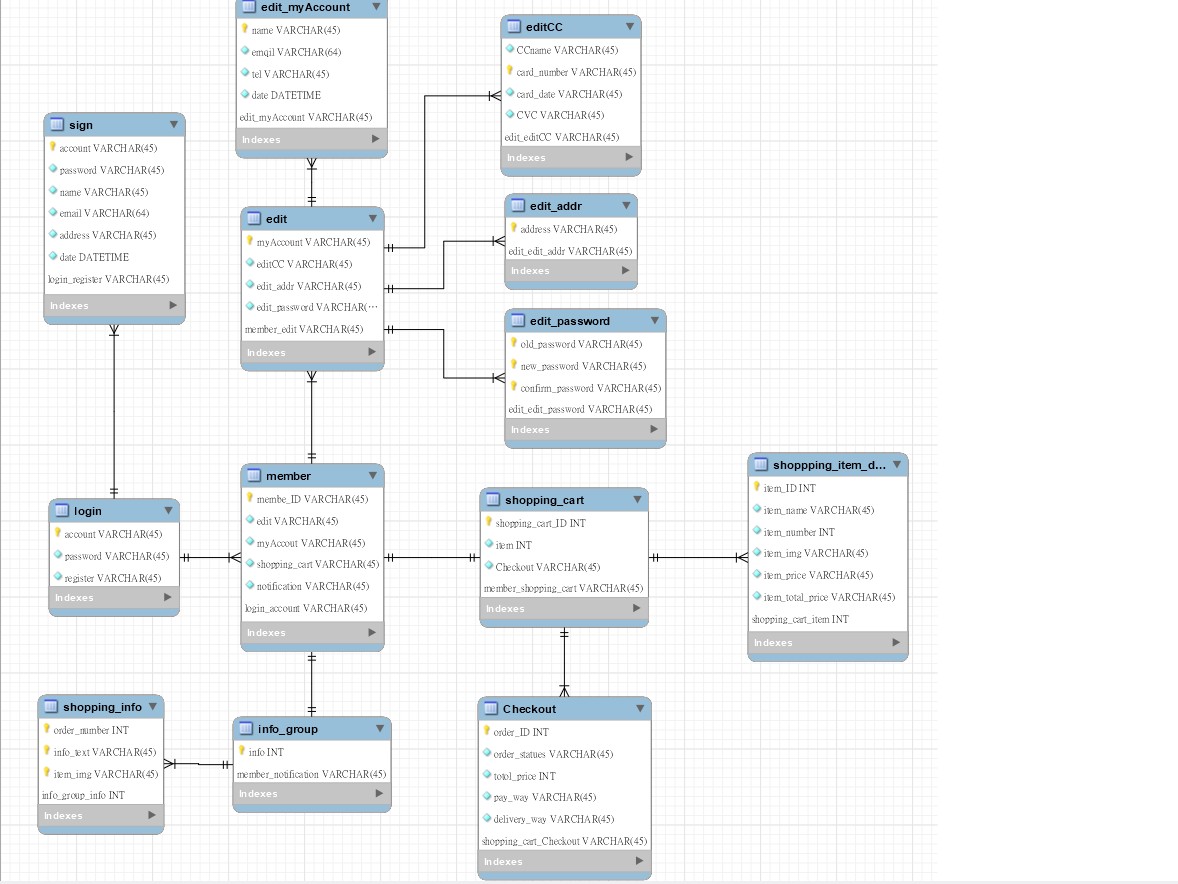 edit_myAccount
name VARCHAR(45)
emqil VARCHAR(64)
tel VARCHAR(45)
date DATETIME
edit_myAccount VARCHAR(45)
Indexes
editCC
CCname VARCHAR(45)
card_number VARCHAR(45)
card_date VARCHAR(45)
CVC VARCHAR(45)
edit_editCC VARCHAR(45)
Indexes
sign
account VARCHAR(45)
password VARCHAR(45)
name VARCHAR(45)
email VARCHAR(64)
address VARCHAR(45)
date DATETIME
login_register VARCHAR(45)
Indexes
edit
myAccount VARCHAR(45)
editCC VARCHAR(45)
edit_addr VARCHAR(45)
edit_password VARCHAR(···
member_edit VARCHAR(45)
Indexes
edit_addr
address VARCHAR(45)
edit_edit_addr VARCHAR(45)
Indexes
edit_password
old_password VARCHAR(45)
new_password VARCHAR(45)
confirm_password VARCHAR(45)
edit_edit_password VARCHAR(45)
Indexes
login
account VARCHAR(45)
password VARCHAR(45)
register VARCHAR(45)
Indexes
member
membe_ID VARCHAR(45)
edit VARCHAR(45)
myAccout VARCHAR(45)
shopping_cart VARCHAR(45)
notification VARCHAR(45)
login_account VARCHAR(45)
Indexes
shopping_cart
shopping_cart_ID INT
item INT
Checkout VARCHAR(45)
member_shopping_cart VARCHAR(45)
Indexes
shoppping_item_d...
item_ID INT
item_name VARCHAR(45)
item_number INT
item_img VARCHAR(45)
item_price VARCHAR(45)
item_total_price VARCHAR(45)
shopping_cart_item INT
Indexes
shopping_info
order_number INT
info_text VARCHAR(45)
item_img VARCHAR(45)
info_group_info INT
Indexes
info_group
info INT
member_notification VARCHAR(45)
Indexes
Checkout
order_ID INT
order_statues VARCHAR(45)
totol_price INT
pay_way VARCHAR(45)
delivery_way VARCHAR(45)
shopping_cart_Checkout VARCHAR(45)
Indexes